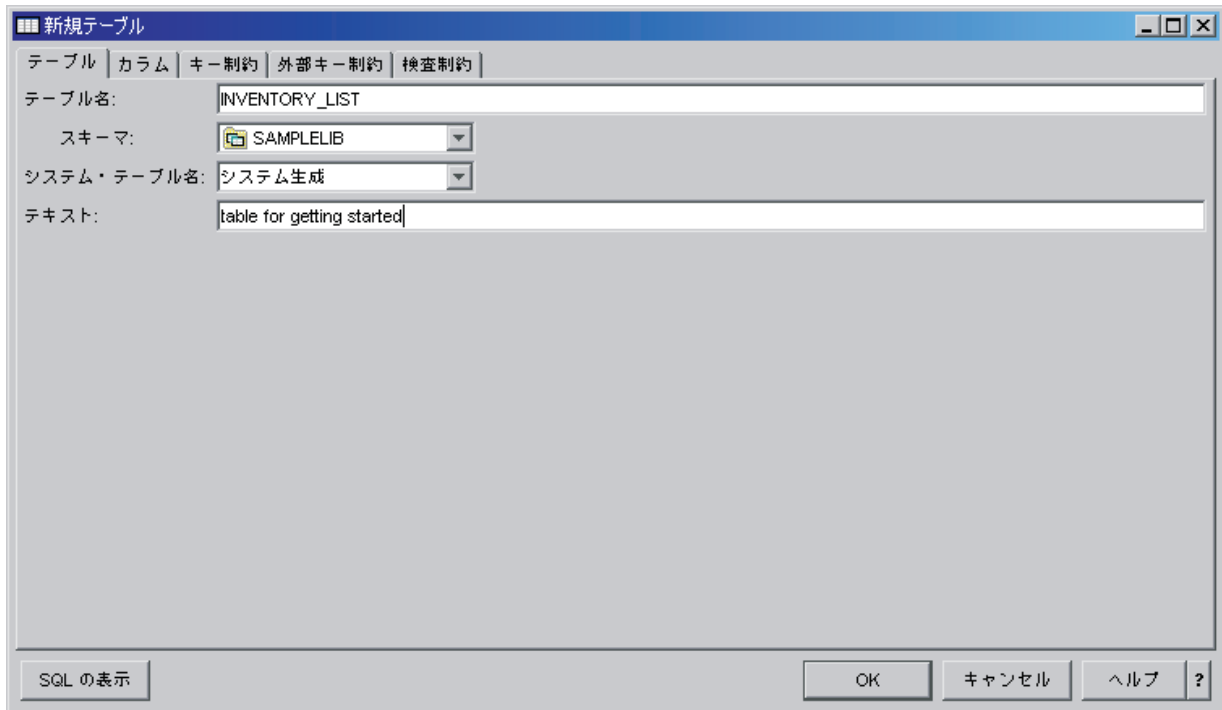 新規テーブル
テーブル カラム キー制約 外部キー制約 検査制約
テーブル名: INVENTORY_LIST
スキーマ: SAMPLELIB
システム・テーブル名: システム生成
テキスト: table for getting started
SQL の表示 OK キャンセル ヘルプ ?